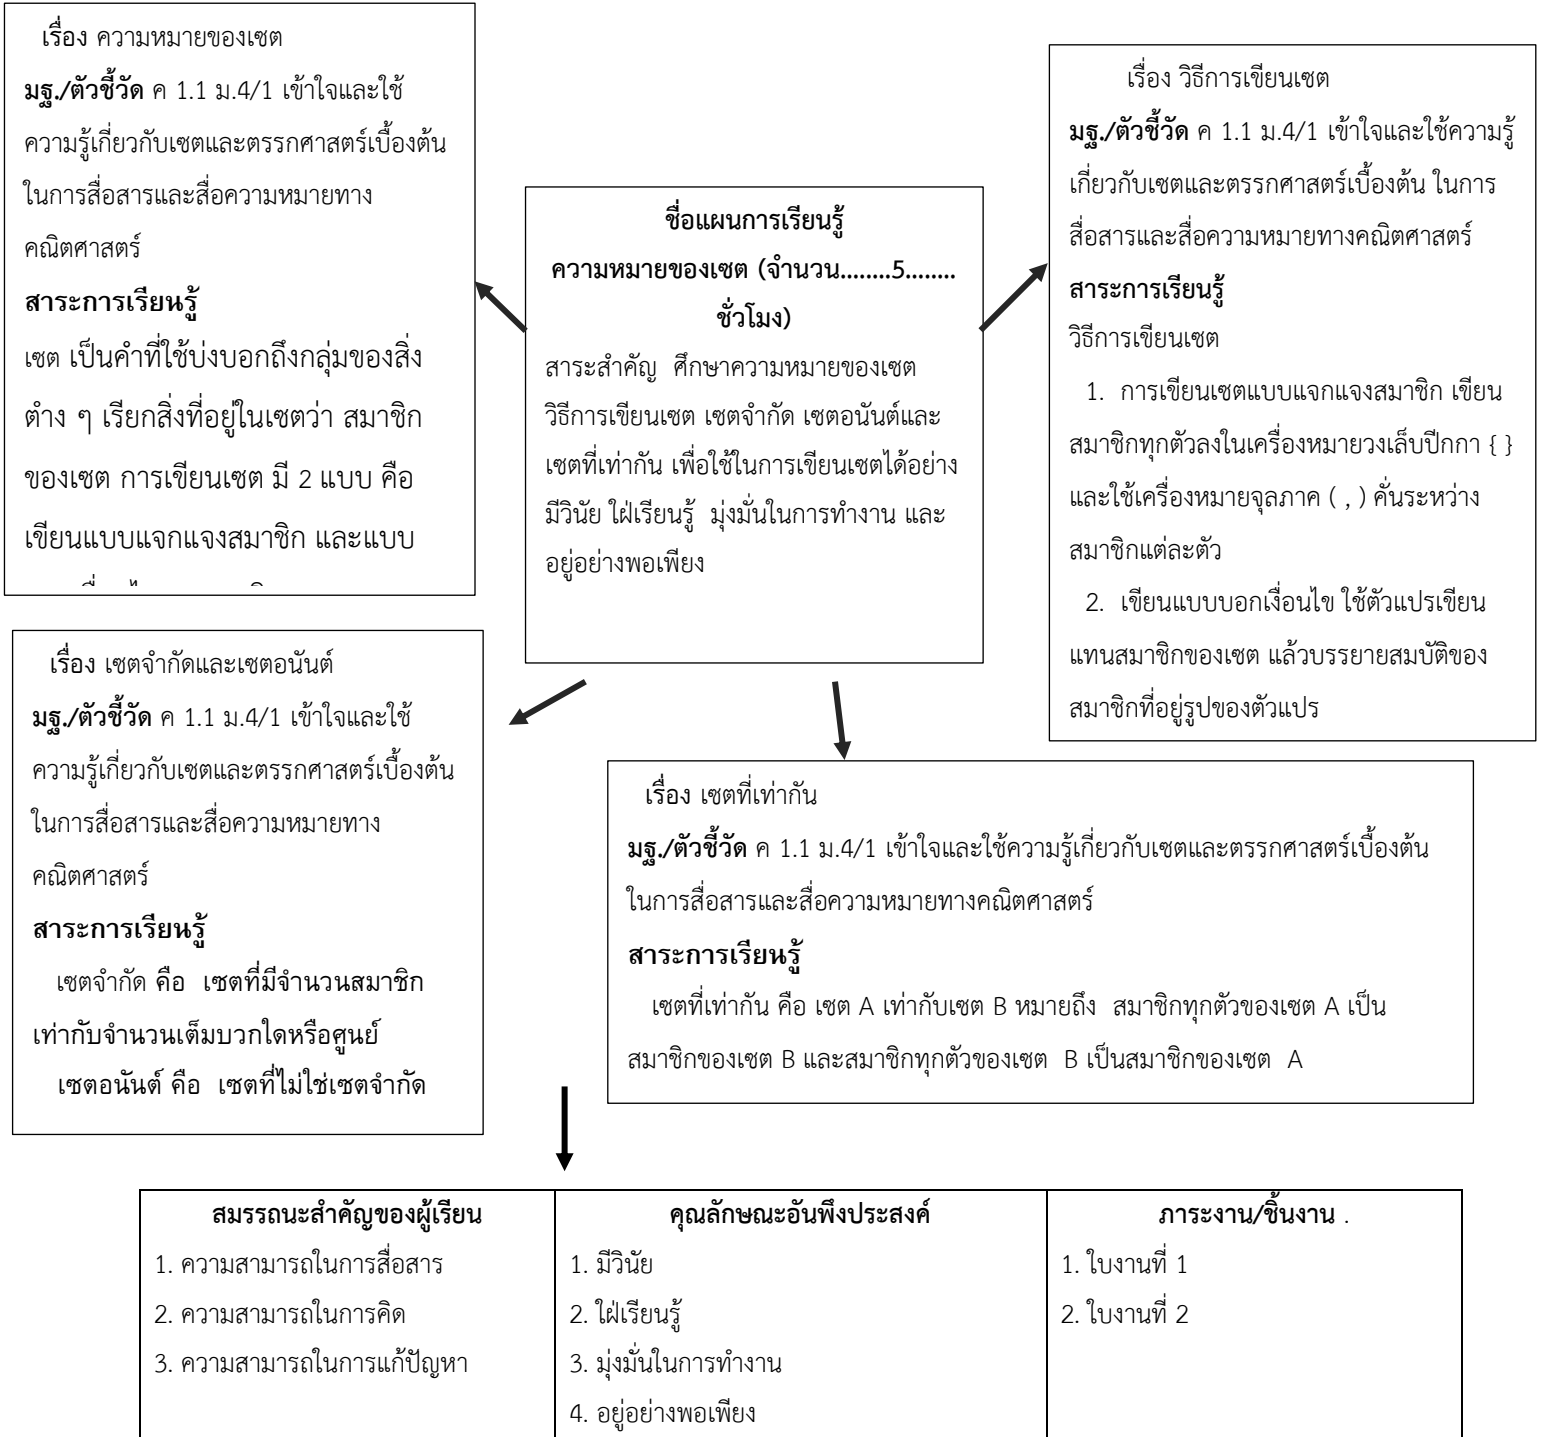 เรื่อง ความหมายของเซต
มฐ./ตัวชี้วัด ค 1.1 ม.4/1 เข้าใจและใช้
ความรู้เกี่ยวกับเซตและตรรกศาสตร์เบื้องต้น
ในการสื่อสารและสื่อความหมายทาง
คณิตศาสตร์
สาระการเรียนรู้
เซต เป็นคำที่ใช้บ่งบอกถึงกลุ่มของสิ่ง
ต่าง ๆ เรียกสิ่งที่อยู่ในเซตว่า สมาชิก
ของเซต การเขียนเซต มี 2 แบบ คือ
เขียนแบบแจกแจงสมาชิก และแบบ
ชื่อแผนการเรียนรู้
ความหมายของเซต (จำนวน........5........
ชั่วโมง)
สาระสำคัญ ศึกษาความหมายของเซต
วิธีการเขียนเซต เซตจำกัด เซตอนันต์และ
เซตที่เท่ากัน เพื่อใช้ในการเขียนเซตได้อย่าง
มีวินัย ใฝ่เรียนรู้ มุ่งมั่นในการทำงาน และ
อยู่อย่างพอเพียง
เรื่อง วิธีการเขียนเซต
มฐ./ตัวชี้วัด ค 1.1 ม.4/1 เข้าใจและใช้ความรู้
เกี่ยวกับเซตและตรรกศาสตร์เบื้องต้น ในการ
สื่อสารและสื่อความหมายทางคณิตศาสตร์
สาระการเรียนรู้
วิธีการเขียนเซต
1. การเขียนเซตแบบแจกแจงสมาชิก เขียน
สมาชิกทุกตัวลงในเครื่องหมายวงเล็บปีกกา { }
และใช้เครื่องหมายจุลภาค ( , ) คั่นระหว่าง
สมาชิกแต่ละตัว
2. เขียนแบบบอกเงื่อนไข ใช้ตัวแปรเขียน
แทนสมาชิกของเซต แล้วบรรยายสมบัติของ
สมาชิกที่อยู่รูปของตัวแปร
เรื่อง เซตจำกัดและเซตอนันต์
มฐ./ตัวชี้วัด ค 1.1 ม.4/1 เข้าใจและใช้
ความรู้เกี่ยวกับเซตและตรรกศาสตร์เบื้องต้น
ในการสื่อสารและสื่อความหมายทาง
คณิตศาสตร์
สาระการเรียนรู้
เซตจำกัด คือ เซตที่มีจำนวนสมาชิก
เท่ากับจำนวนเต็มบวกใดหรือศูนย์
เซตอนันต์ คือ เซตที่ไม่ใช่เซตจำกัด
เรื่อง เซตที่เท่ากัน
มฐ./ตัวชี้วัด ค 1.1 ม.4/1 เข้าใจและใช้ความรู้เกี่ยวกับเซตและตรรกศาสตร์เบื้องต้น
ในการสื่อสารและสื่อความหมายทางคณิตศาสตร์
สาระการเรียนรู้
เซตที่เท่ากัน คือ เซต A เท่ากับเซต B หมายถึง สมาชิกทุกตัวของเซต A เป็น
สมาชิกของเซต B และสมาชิกทุกตัวของเซต B เป็นสมาชิกของเซต A
สมรรถนะสำคัญของผู้เรียน
1. ความสามารถในการสื่อสาร
2. ความสามารถในการคิด
3. ความสามารถในการแก้ปัญหา
คุณลักษณะอันพึงประสงค์
1. มีวินัย
2. ใฝ่เรียนรู้
3. มุ่งมั่นในการทำงาน
4. อยู่อย่างพอเพียง
ภาระงาน/ชิ้นงาน .
1. ใบงานที่ 1
2. ใบงานที่ 2